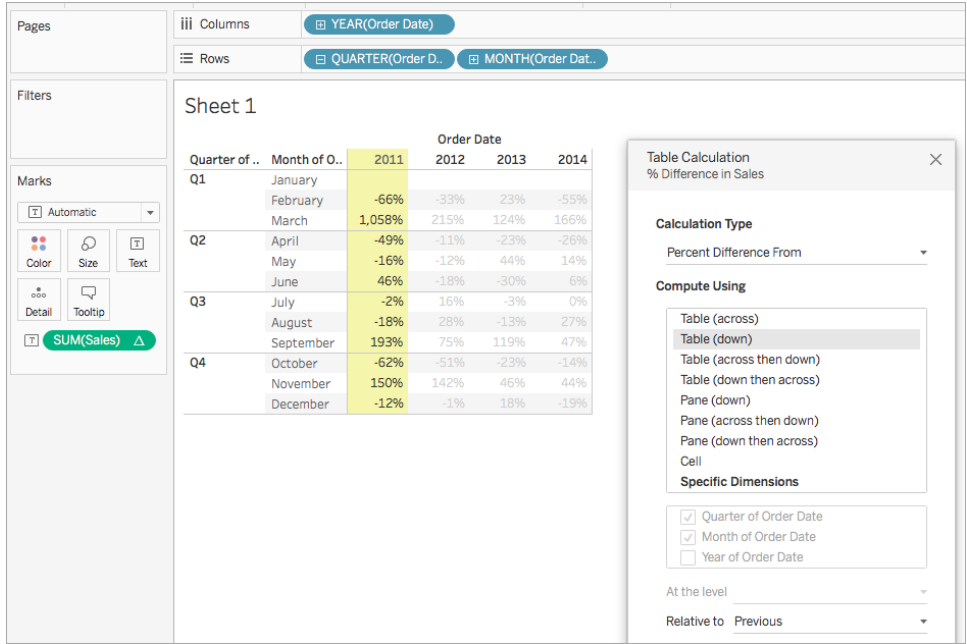 Pages
Columns
YEAR(Order Date)
Rows
QUARTER(Order D..
MONTH(Order Dat..
Filters
Marks
Automatic
Color Size Text
Detail Tooltip
SUM(Sales) Δ
Sheet 1
Order Date
Quarter of .. Month of O.. 2011 2012 2013 2014
Q1 January
February -66% -33% 23% -55%
March 1,058% 215% 124% 166%
Q2 April -49% -11% -23% -26%
May -16% -12% 44% 14%
June 46% -18% -30% 6%
Q3 July -2% 16% -3% 0%
August -18% 28% -13% 27%
September 193% 75% 119% 47%
Q4 October -62% -51% -23% -14%
November 150% 142% 46% 44%
December -12% -1% 18% -19%
Table Calculation
% Difference in Sales
Calculation Type
Percent Difference From
Compute Using
Table (across)
Table (down)
Table (across then down)
Table (down then across)
Pane (down)
Pane (across then down)
Pane (down then across)
Cell
Specific Dimensions
Quarter of Order Date
Month of Order Date
Year of Order Date
At the level
Relative to Previous